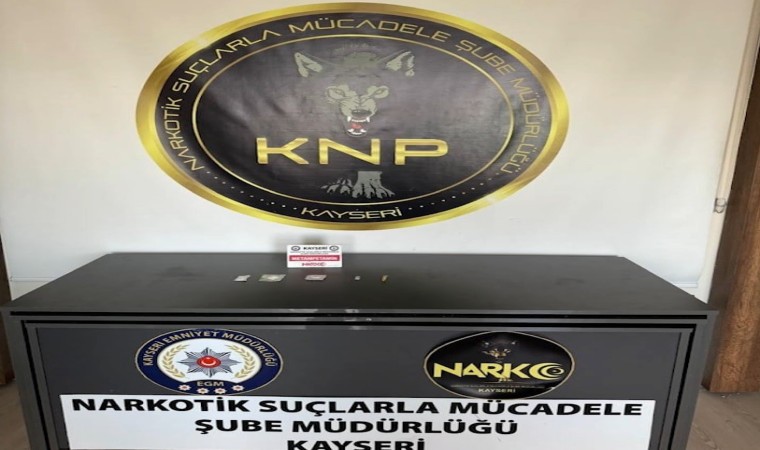 NARKOTİK SUÇLARLA MÜCADELE ŞUBE MÜDÜRLÜĞÜ
KNP
KAYSERİ
KAYSERİ
METAMFETAMİN
KAYSERİ EMNİYET MÜDÜRLÜĞÜ
EGM
NARKO
KAYSERİ
NARKOTİK SUÇLARLA MÜCADELE
ŞUBE MÜDÜRLÜĞÜ
KAYSERİ